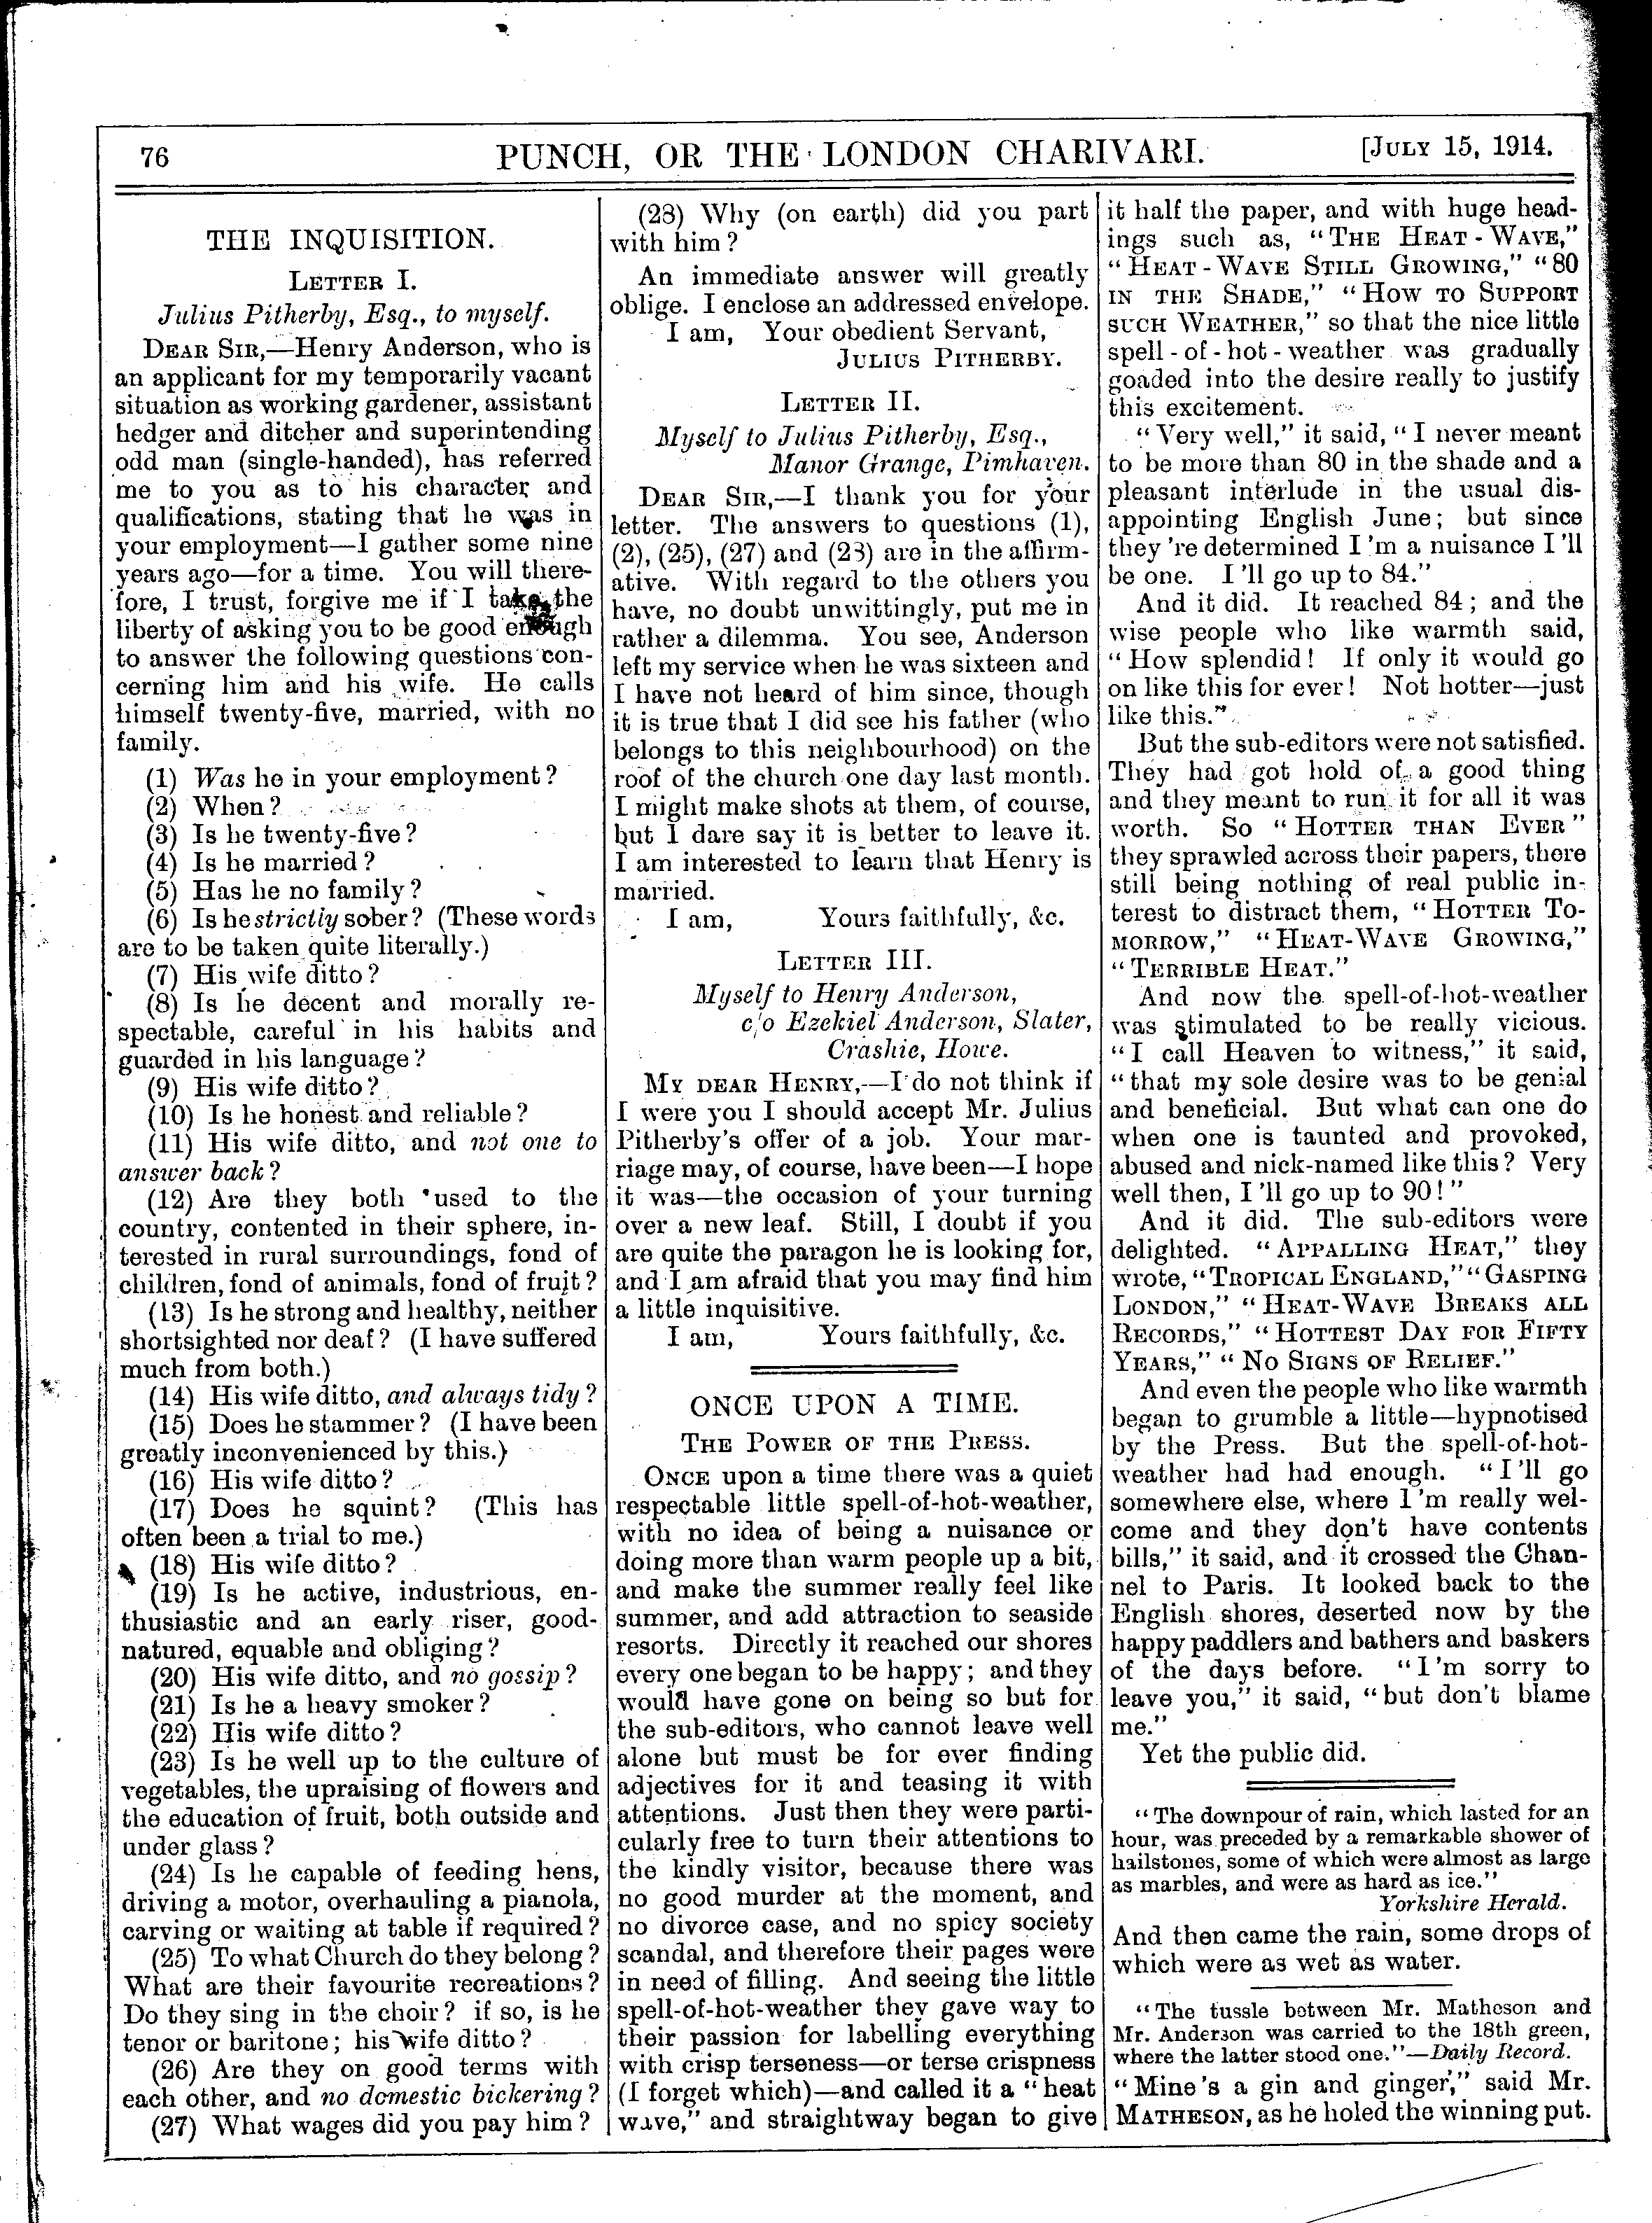 76
PUNCH, OR THE LONDON CHARIVARI.
[JULY 15, 1914.
THE INQUISITION.
LETTER I.
Julius Pitherby, Esq., to myself.
DEAR SIR,—Henry Anderson, who is
an applicant for my temporarily vacant
situation as working gardener, assistant
hedger and ditcher and superintending
odd man (single-handed), has referred
me to you as to his character and
qualifications, stating that he was in
your employment—I gather some nine
years ago—for a time. You will there-
fore, I trust, forgive me if I take the
liberty of asking you to be good enough
to answer the following questions con-
cerning him and his wife. He calls
himself twenty-five, married, with no
family.
(1) Was he in your employment?
(2) When?
(3) Is he twenty-five?
(4) Is he married?
(5) Has he no family?
(6) Is he strictly sober? (These words
are to be taken quite literally.)
(7) His wife ditto?
(8) Is he decent and morally re-
spectable, careful in his habits and
guarded in his language?
(9) His wife ditto?
(10) Is he honest and reliable?
(11) His wife ditto, and not one to
answer back?
(12) Are they both used to the
country, contented in their sphere, in-
terested in rural surroundings, fond of
children, fond of animals, fond of fruit?
(13) Is he strong and healthy, neither
shortsighted nor deaf? (I have suffered
much from both.)
(14) His wife ditto, and always tidy?
(15) Does he stammer? (I have been
greatly inconvenienced by this.)
(16) His wife ditto?
(17) Does he squint? (This has
often been a trial to me.)
(18) His wife ditto?
(19) Is he active, industrious, en-
thusiastic and an early riser, good-
natured, equable and obliging?
(20) His wife ditto, and no gossip?
(21) Is he a heavy smoker?
(22) His wife ditto?
(23) Is he well up to the culture of
vegetables, the upraising of flowers and
the education of fruit, both outside and
under glass?
(24) Is he capable of feeding hens,
driving a motor, overhauling a pianola,
carving or waiting at table if required?
(25) To what Church do they belong?
What are their favourite recreations?
Do they sing in the choir? if so, is he
tenor or baritone; his wife ditto?
(26) Are they on good terms with
each other, and no domestic bickering?
(27) What wages did you pay him?
(28) Why (on earth) did you part
with him?
An immediate answer will greatly
oblige. I enclose an addressed envelope.
I am, Your obedient Servant,
JULIUS PITHERBY.
LETTER II.
Myself to Julius Pitherby, Esq.,
Manor Grange, Pimhaven.
DEAR SIR,—I thank you for your
letter. The answers to questions (1),
(2), (25), (27) and (28) are in the affirm-
ative. With regard to the others you
have, no doubt unwittingly, put me in
rather a dilemma. You see, Anderson
left my service when he was sixteen and
I have not heard of him since, though
it is true that I did see his father (who
belongs to this neighbourhood) on the
roof of the church one day last month.
I might make shots at them, of course,
but I dare say it is better to leave it.
I am interested to learn that Henry is
married.
I am, Yours faithfully, &c.
LETTER III.
Myself to Henry Anderson,
c/o Ezekiel Anderson, Slater,
Crashie, Howe.
MY DEAR HENRY,—I do not think if
I were you I should accept Mr. Julius
Pitherby's offer of a job. Your mar-
riage may, of course, have been—I hope
it was—the occasion of your turning
over a new leaf. Still, I doubt if you
are quite the paragon he is looking for,
and I am afraid that you may find him
a little inquisitive.
I am, Yours faithfully, &c.
ONCE UPON A TIME.
THE POWER OF THE PRESS.
ONCE upon a time there was a quiet
respectable little spell-of-hot-weather,
with no idea of being a nuisance or
doing more than warm people up a bit,
and make the summer really feel like
summer, and add attraction to seaside
resorts. Directly it reached our shores
every one began to be happy; and they
would have gone on being so but for
the sub-editors, who cannot leave well
alone but must be for ever finding
adjectives for it and teasing it with
attentions. Just then they were parti-
cularly free to turn their attentions to
the kindly visitor, because there was
no good murder at the moment, and
no divorce case, and no spicy society
scandal, and therefore their pages were
in need of filling. And seeing the little
spell-of-hot-weather they gave way to
their passion for labelling everything
with crisp terseness—or terse crispness
(I forget which)—and called it a "heat
wave," and straightway began to give
it half the paper, and with huge head-
ings such as, "THE HEAT-WAVE,"
"HEAT-WAVE STILL GROWING," "80
IN THE SHADE," "HOW TO SUPPORT
SUCH WEATHER," so that the nice little
spell-of-hot-weather was gradually
goaded into the desire really to justify
this excitement.
"Very well," it said, "I never meant
to be more than 80 in the shade and a
pleasant interlude in the usual dis-
appointing English June; but since
they 're determined I 'm a nuisance I 'll
be one. I 'll go up to 84."
And it did. It reached 84; and the
wise people who like warmth said,
"How splendid! If only it would go
on like this for ever! Not hotter—just
like this."
But the sub-editors were not satisfied.
They had got hold of a good thing
and they meant to run it for all it was
worth. So "HOTTER THAN EVER"
they sprawled across their papers, there
still being nothing of real public in-
terest to distract them, "HOTTER TO-
MORROW," "HEAT-WAVE GROWING,"
"TERRIBLE HEAT."
And now the spell-of-hot-weather
was stimulated to be really vicious.
"I call Heaven to witness," it said,
"that my sole desire was to be genial
and beneficial. But what can one do
when one is taunted and provoked,
abused and nick-named like this? Very
well then, I 'll go up to 90!"
And it did. The sub-editors were
delighted. "APPALLING HEAT," they
wrote, "TROPICAL ENGLAND," "GASPING
LONDON," "HEAT-WAVE BREAKS ALL
RECORDS," "HOTTEST DAY FOR FIFTY
YEARS," "NO SIGNS OF RELIEF."
And even the people who like warmth
began to grumble a little—hypnotised
by the Press. But the spell-of-hot-
weather had had enough. "I 'll go
somewhere else, where I 'm really wel-
come and they don't have contents
bills," it said, and it crossed the Chan-
nel to Paris. It looked back to the
English shores, deserted now by the
happy paddlers and bathers and baskers
of the days before. "I'm sorry to
leave you," it said, "but don't blame
me."
Yet the public did.
"The downpour of rain, which lasted for an
hour, was preceded by a remarkable shower of
hailstones, some of which were almost as large
as marbles, and were as hard as ice."
Yorkshire Herald.
And then came the rain, some drops of
which were as wet as water.
"The tussle between Mr. Matheson and
Mr. Anderson was carried to the 18th green,
where the latter stood one."—Daily Record.
"Mine's a gin and ginger," said Mr.
MATHESON, as he holed the winning put.